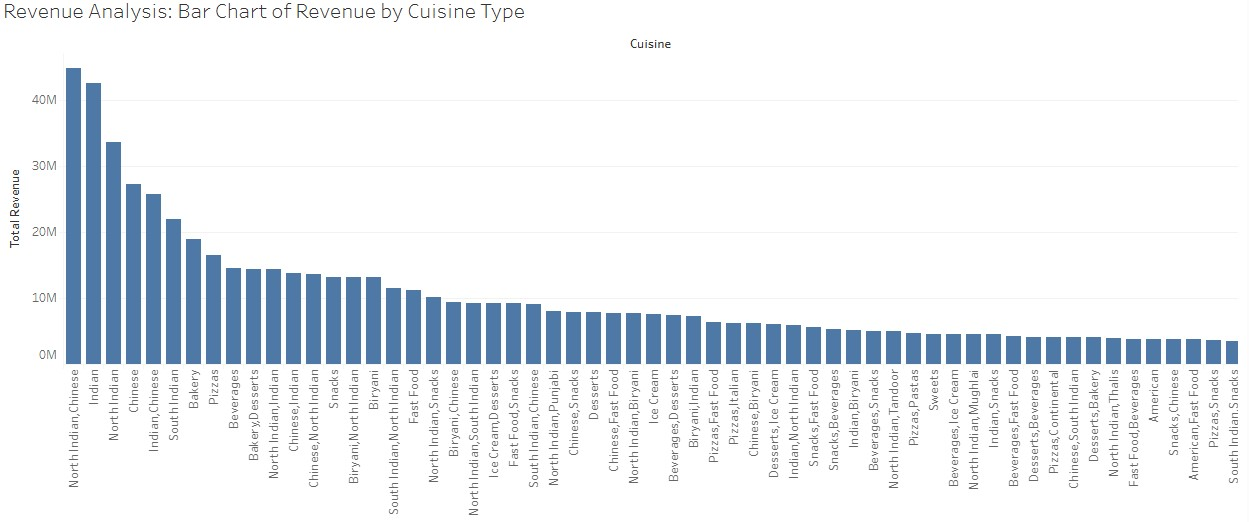 Revenue Analysis: Bar Chart of Revenue by Cuisine Type
Cuisine
Total Revenue
40M
30M
20M
10M
0M
North Indian,Chinese
Indian
North Indian
Chinese
Indian,Chinese
South Indian
Bakery
Pizzas
Beverages
Bakery,Desserts
North Indian,Indian
Chinese,Indian
Chinese,North Indian
Snacks
Biryani,North Indian
Biryani
South Indian,North Indian
Fast Food
North Indian,Snacks
Biryani,Chinese
North Indian,South Indian
Ice Cream,Desserts
Fast Food,Snacks
South Indian,Chinese
North Indian,Punjabi
Chinese,Snacks
Desserts
Chinese,Fast Food
North Indian,Biryani
Ice Cream
Beverages,Desserts
Biryani,Indian
Pizzas,Fast Food
Pizzas,Italian
Chinese,Biryani
Desserts,Ice Cream
Indian,North Indian
Snacks,Fast Food
Snacks,Beverages
Indian,Biryani
Beverages,Snacks
North Indian,Tandoor
Pizzas,Pastas
Sweets
Beverages,Ice Cream
North Indian,Mughlai
Indian,Snacks
Beverages,Fast Food
Desserts,Beverages
Pizzas,Continental
Chinese,South Indian
Desserts,Bakery
North Indian,Thalis
Fast Food,Beverages
American
Snacks,Chinese
American,Fast Food
Pizzas,Snacks
South Indian,Snacks